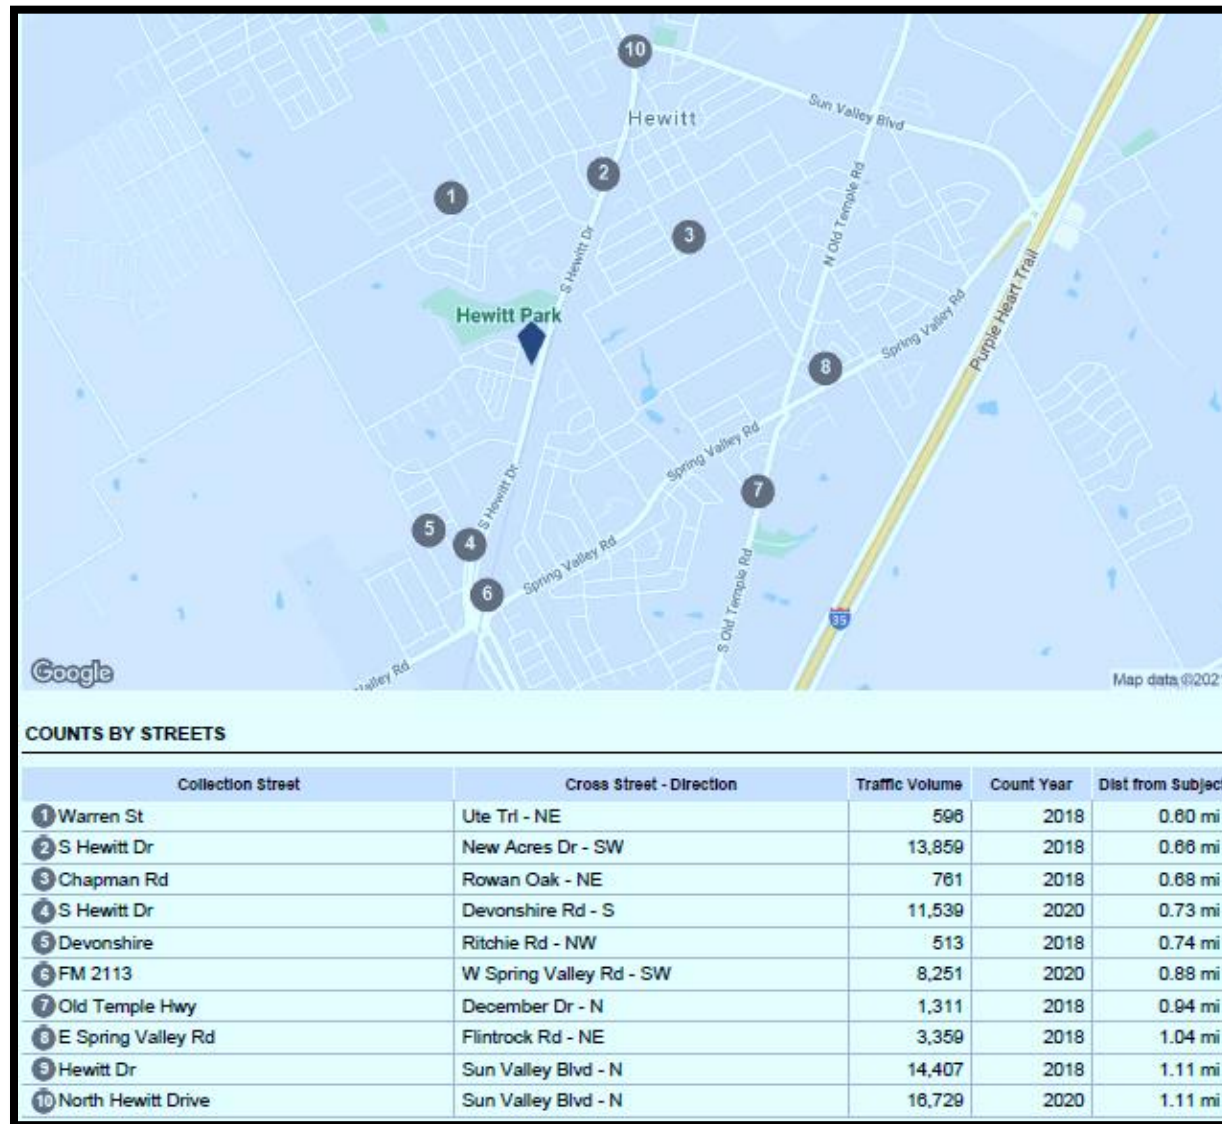 10
Sun Valley Blvd
Hewitt
2
1
N Old Temple Rd
3
S Hewitt Dr
Purple Heart Trail
Hewitt Park
Spring Valley Rd
8
Spring Valley Rd
7
S Hewitt Dr
5
4
Spring Valley Rd
S Old Temple Rd
6
35
Google
Valley Rd
Map data ©202
COUNTS BY STREETS
Collection Street Cross Street - Direction Traffic Volume Count Year Dist from Subject
1 Warren St Ute Trl - NE 596 2018 0.60 mi
2 S Hewitt Dr New Acres Dr - SW 13,859 2018 0.66 mi
3 Chapman Rd Rowan Oak - NE 761 2018 0.68 mi
4 S Hewitt Dr Devonshire Rd - S 11,539 2020 0.73 mi
5 Devonshire Ritchie Rd - NW 513 2018 0.74 mi
6 FM 2113 W Spring Valley Rd - SW 8,251 2020 0.88 mi
7 Old Temple Hwy December Dr - N 1,311 2018 0.94 mi
8 E Spring Valley Rd Flintrock Rd - NE 3,359 2018 1.04 mi
9 Hewitt Dr Sun Valley Blvd - N 14,407 2018 1.11 mi
10 North Hewitt Drive Sun Valley Blvd - N 16,729 2020 1.11 mi